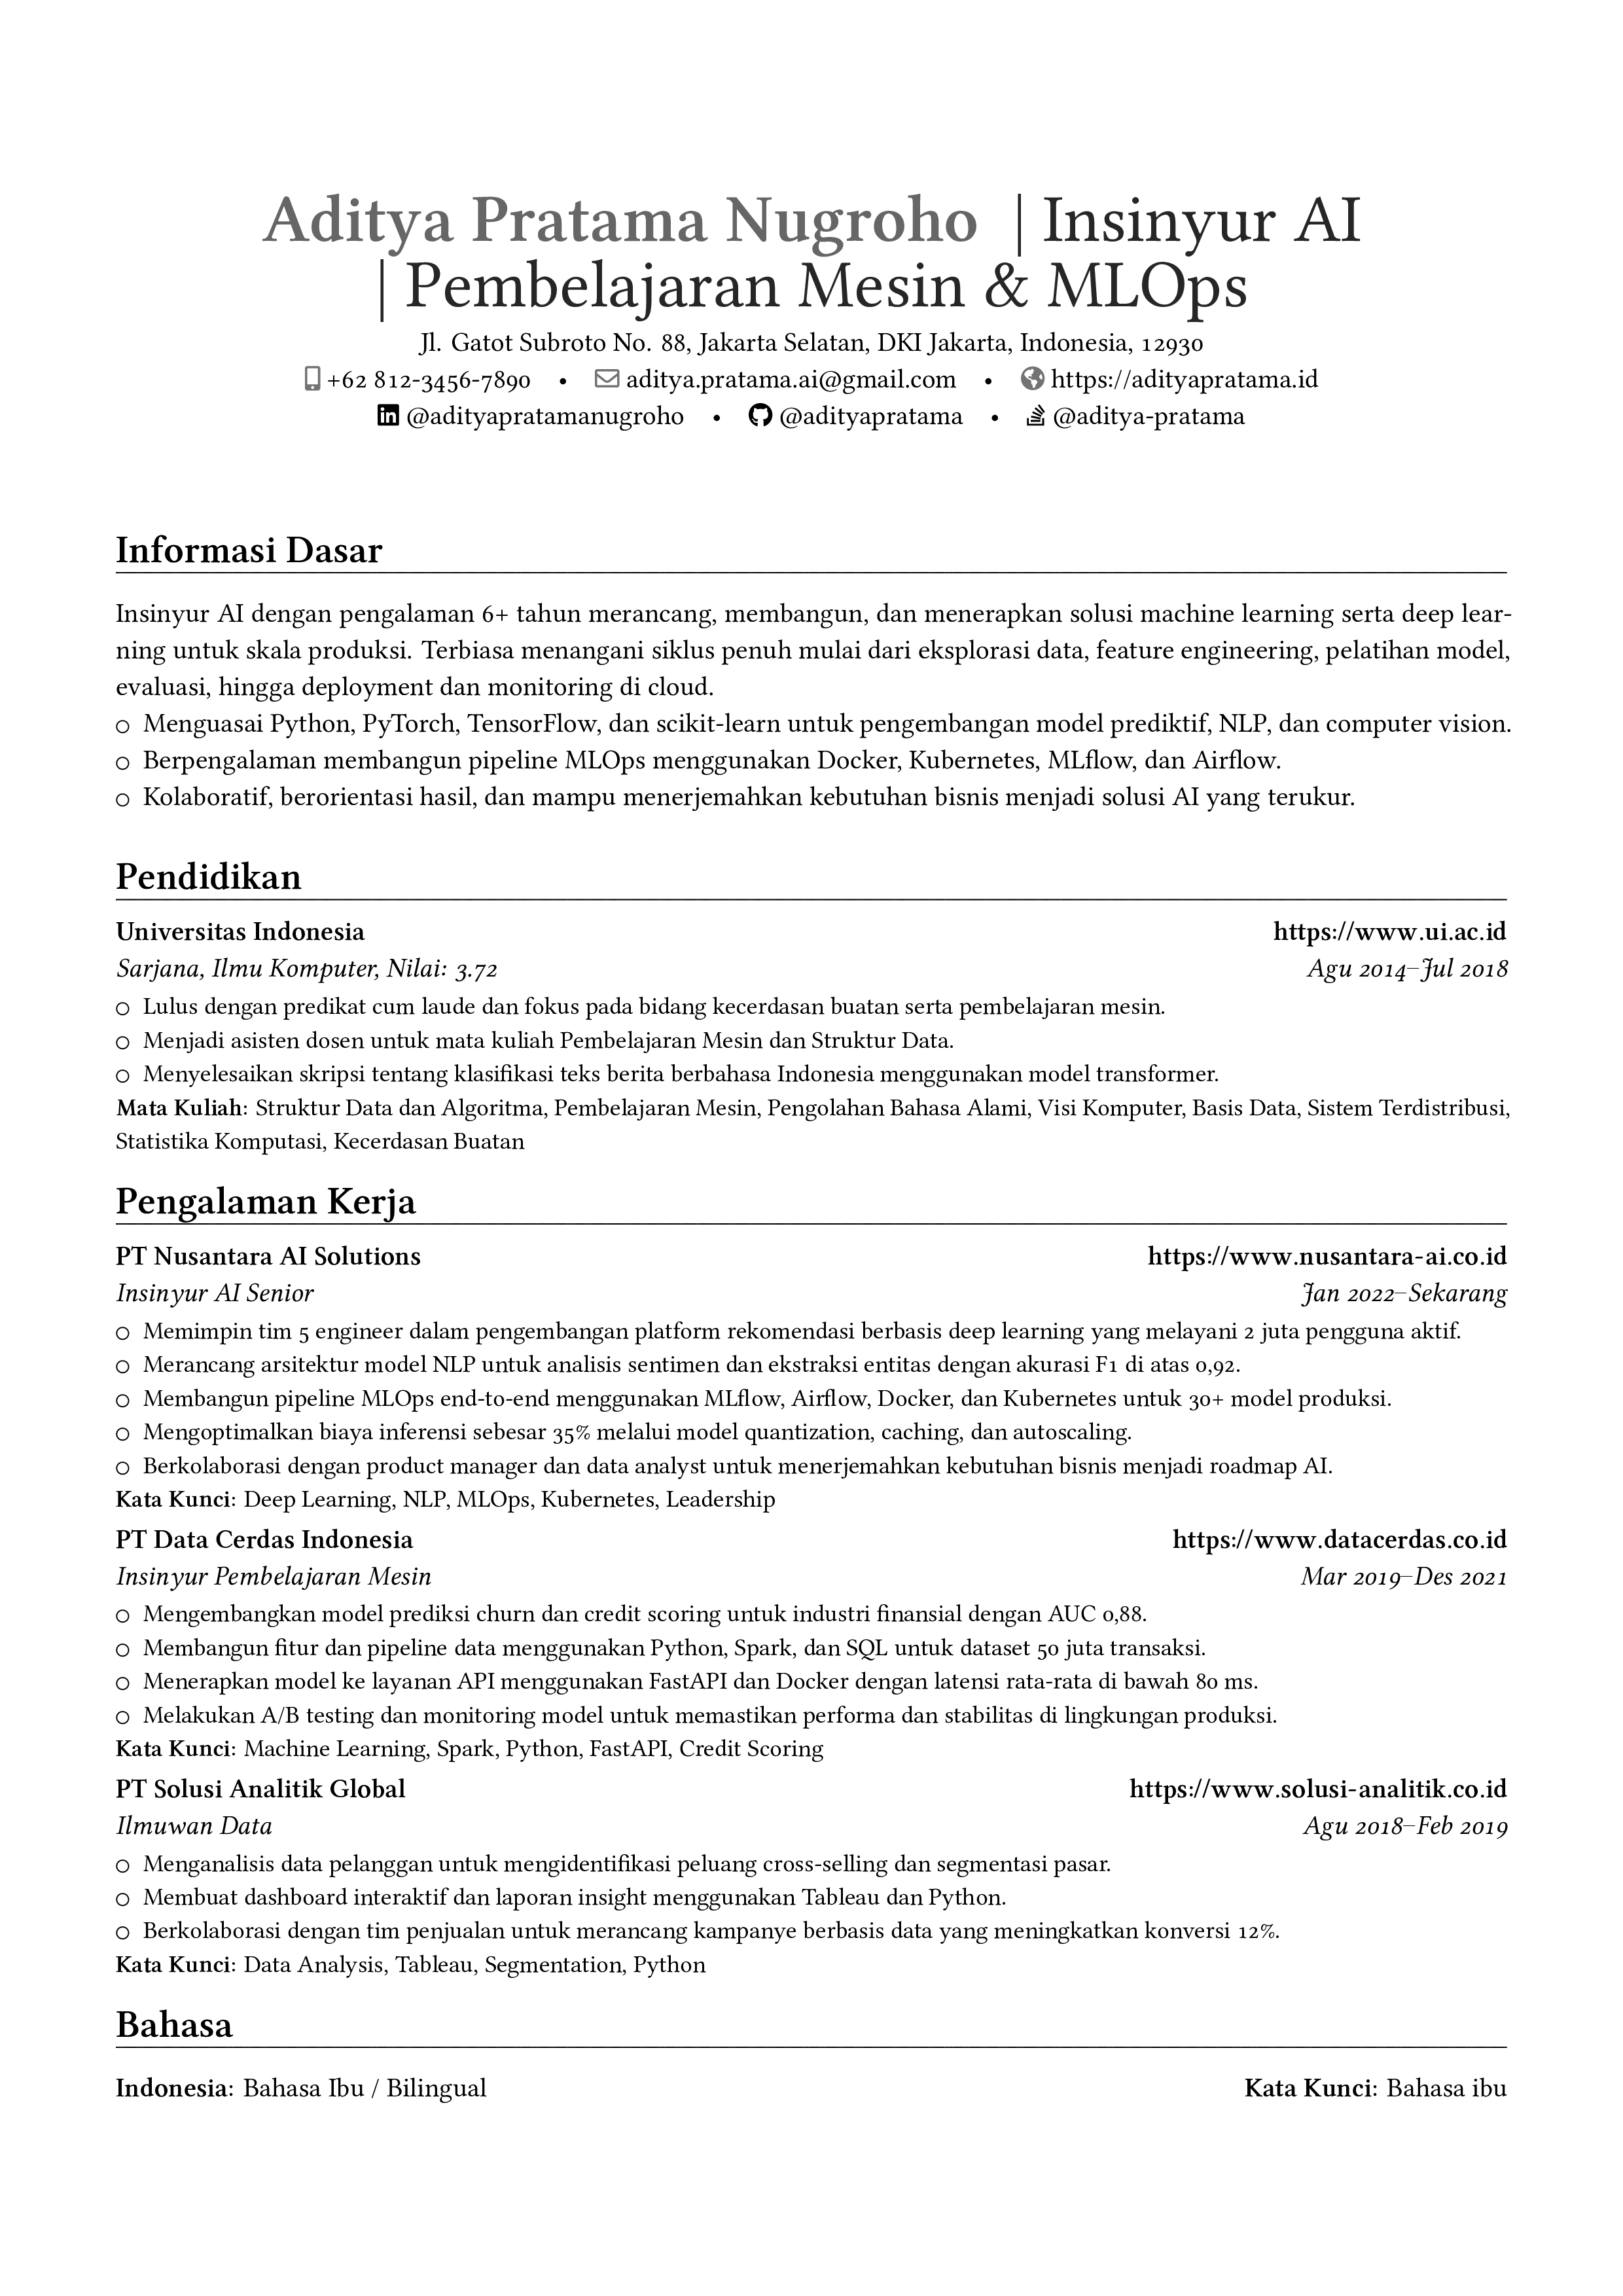 Aditya Pratama Nugroho | Insinyur AI
| Pembelajaran Mesin & MLOps
Jl. Gatot Subroto No. 88, Jakarta Selatan, DKI Jakarta, Indonesia, 12930
+62 812-3456-7890 • aditya.pratama.ai@gmail.com • https://adityapratama.id
@adityapratamanugroho • @adityapratama • @aditya-pratama
Informasi Dasar
Insinyur AI dengan pengalaman 6+ tahun merancang, membangun, dan menerapkan solusi machine learning serta deep lear-
ning untuk skala produksi. Terbiasa menangani siklus penuh mulai dari eksplorasi data, feature engineering, pelatihan model,
evaluasi, hingga deployment dan monitoring di cloud.
○ Menguasai Python, PyTorch, TensorFlow, dan scikit-learn untuk pengembangan model prediktif, NLP, dan computer vision.
○ Berpengalaman membangun pipeline MLOps menggunakan Docker, Kubernetes, MLflow, dan Airflow.
○ Kolaboratif, berorientasi hasil, dan mampu menerjemahkan kebutuhan bisnis menjadi solusi AI yang terukur.
Pendidikan
Universitas Indonesia https://www.ui.ac.id
Sarjana, Ilmu Komputer, Nilai: 3.72 Agu 2014–Jul 2018
○ Lulus dengan predikat cum laude dan fokus pada bidang kecerdasan buatan serta pembelajaran mesin.
○ Menjadi asisten dosen untuk mata kuliah Pembelajaran Mesin dan Struktur Data.
○ Menyelesaikan skripsi tentang klasifikasi teks berita berbahasa Indonesia menggunakan model transformer.
Mata Kuliah: Struktur Data dan Algoritma, Pembelajaran Mesin, Pengolahan Bahasa Alami, Visi Komputer, Basis Data, Sistem Terdistribusi,
Statistika Komputasi, Kecerdasan Buatan
Pengalaman Kerja
PT Nusantara AI Solutions https://www.nusantara-ai.co.id
Insinyur AI Senior Jan 2022–Sekarang
○ Memimpin tim 5 engineer dalam pengembangan platform rekomendasi berbasis deep learning yang melayani 2 juta pengguna aktif.
○ Merancang arsitektur model NLP untuk analisis sentimen dan ekstraksi entitas dengan akurasi F1 di atas 0,92.
○ Membangun pipeline MLOps end-to-end menggunakan MLflow, Airflow, Docker, dan Kubernetes untuk 30+ model produksi.
○ Mengoptimalkan biaya inferensi sebesar 35% melalui model quantization, caching, dan autoscaling.
○ Berkolaborasi dengan product manager dan data analyst untuk menerjemahkan kebutuhan bisnis menjadi roadmap AI.
Kata Kunci: Deep Learning, NLP, MLOps, Kubernetes, Leadership
PT Data Cerdas Indonesia https://www.datacerdas.co.id
Insinyur Pembelajaran Mesin Mar 2019–Des 2021
○ Mengembangkan model prediksi churn dan credit scoring untuk industri finansial dengan AUC 0,88.
○ Membangun fitur dan pipeline data menggunakan Python, Spark, dan SQL untuk dataset 50 juta transaksi.
○ Menerapkan model ke layanan API menggunakan FastAPI dan Docker dengan latensi rata-rata di bawah 80 ms.
○ Melakukan A/B testing dan monitoring model untuk memastikan performa dan stabilitas di lingkungan produksi.
Kata Kunci: Machine Learning, Spark, Python, FastAPI, Credit Scoring
PT Solusi Analitik Global https://www.solusi-analitik.co.id
Ilmuwan Data Agu 2018–Feb 2019
○ Menganalisis data pelanggan untuk mengidentifikasi peluang cross-selling dan segmentasi pasar.
○ Membuat dashboard interaktif dan laporan insight menggunakan Tableau dan Python.
○ Berkolaborasi dengan tim penjualan untuk merancang kampanye berbasis data yang meningkatkan konversi 12%.
Kata Kunci: Data Analysis, Tableau, Segmentation, Python
Bahasa
Indonesia: Bahasa Ibu / Bilingual Kata Kunci: Bahasa ibu